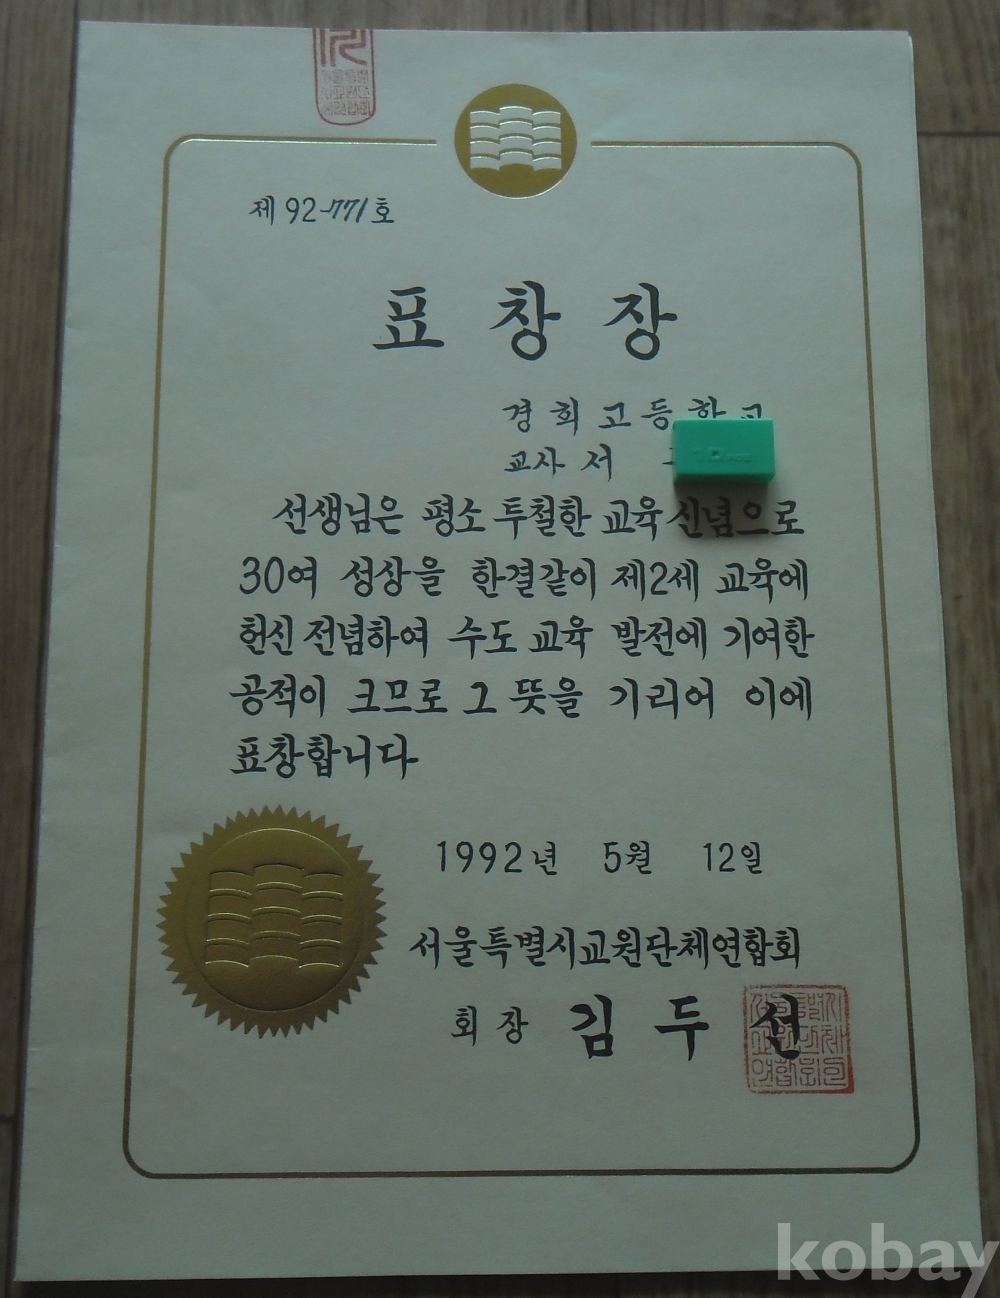 제 92-771호
표 창 장
경희고등학교
교사 서
선생님은 평소 투철한 교육 신념으로
30여 성상을 한결같이 제2세 교육에
헌신 전념하여 수도 교육 발전에 기여한
공적이 크므로 그 뜻을 기리어 이에
표창합니다
1992년 5월 12일
서울특별시교원단체연합회
회장 김두선
kobay